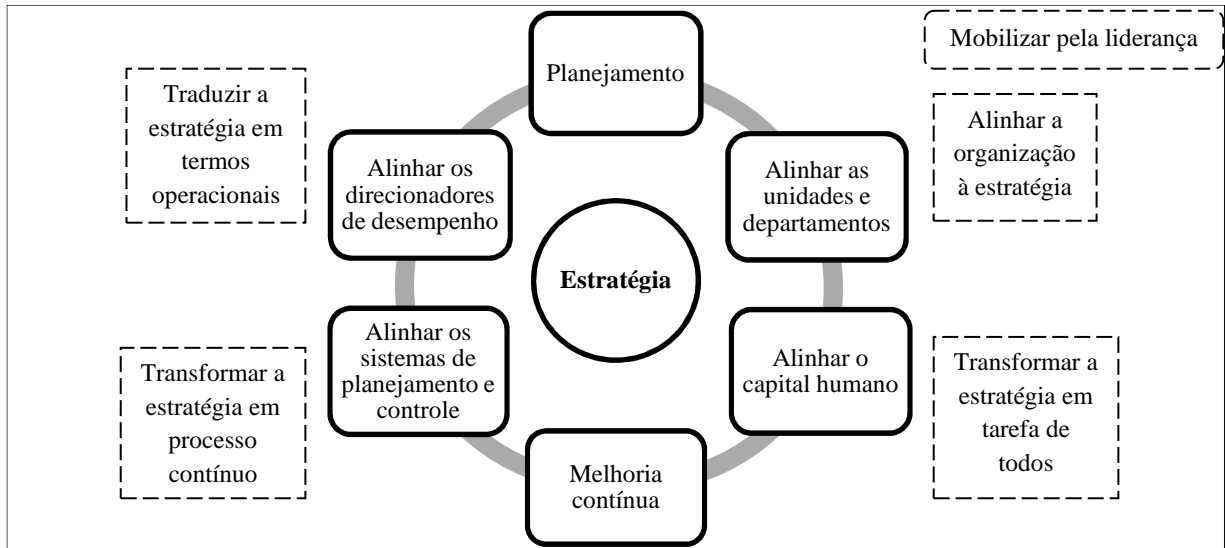 Mobilizar pela liderança
Planejamento
Traduzir a
estratégia em
termos
operacionais
Alinhar a
organização
à estratégia
Alinhar os
direcionadores
de desempenho
Alinhar as
unidades e
departamentos
Estratégia
Alinhar os
sistemas de
planejamento e
controle
Alinhar o
capital humano
Transformar a
estratégia em
processo
contínuo
Transformar a
estratégia em
tarefa de
todos
Melhoria
contínua